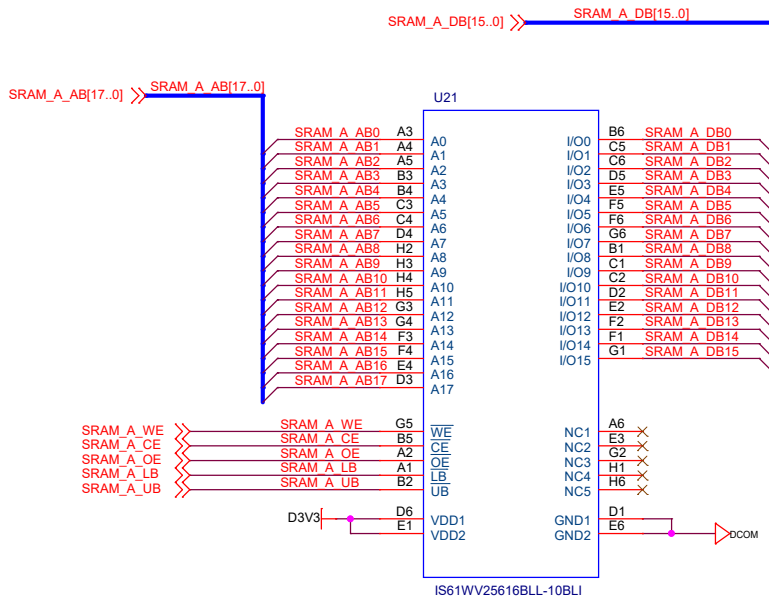 SRAM_A_DB[15..0] SRAM_A_DB[15..0]
SRAM_A_AB[17..0] SRAM_A_AB[17..0]
U21
SRAM_A_AB0 A3 A0 I/O0 B6 SRAM_A_DB0
SRAM_A_AB1 A4 A1 I/O1 C5 SRAM_A_DB1
SRAM_A_AB2 A5 A2 I/O2 C6 SRAM_A_DB2
SRAM_A_AB3 B3 A3 I/O3 D5 SRAM_A_DB3
SRAM_A_AB4 B4 A4 I/O4 E5 SRAM_A_DB4
SRAM_A_AB5 C3 A5 I/O5 F5 SRAM_A_DB5
SRAM_A_AB6 C4 A6 I/O6 F6 SRAM_A_DB6
SRAM_A_AB7 D4 A7 I/O7 G6 SRAM_A_DB7
SRAM_A_AB8 H2 A8 I/O8 B1 SRAM_A_DB8
SRAM_A_AB9 H3 A9 I/O9 C1 SRAM_A_DB9
SRAM_A_AB10 H4 A10 I/O10 C2 SRAM_A_DB10
SRAM_A_AB11 H5 A11 I/O11 D2 SRAM_A_DB11
SRAM_A_AB12 G3 A12 I/O12 E2 SRAM_A_DB12
SRAM_A_AB13 G4 A13 I/O13 F2 SRAM_A_DB13
SRAM_A_AB14 F3 A14 I/O14 F1 SRAM_A_DB14
SRAM_A_AB15 F4 A15 I/O15 G1 SRAM_A_DB15
SRAM_A_AB16 E4 A16
SRAM_A_AB17 D3 A17
SRAM_A_WE SRAM_A_WE G5 WE NC1 A6
SRAM_A_CE SRAM_A_CE B5 CE NC2 E3
SRAM_A_OE SRAM_A_OE A2 OE NC3 G2
SRAM_A_LB SRAM_A_LB A1 LB NC4 H1
SRAM_A_UB SRAM_A_UB B2 UB NC5 H6
D3V3 D6 VDD1 GND1 D1
E1 VDD2 GND2 E6 DCOM
IS61WV25616BLL-10BLI